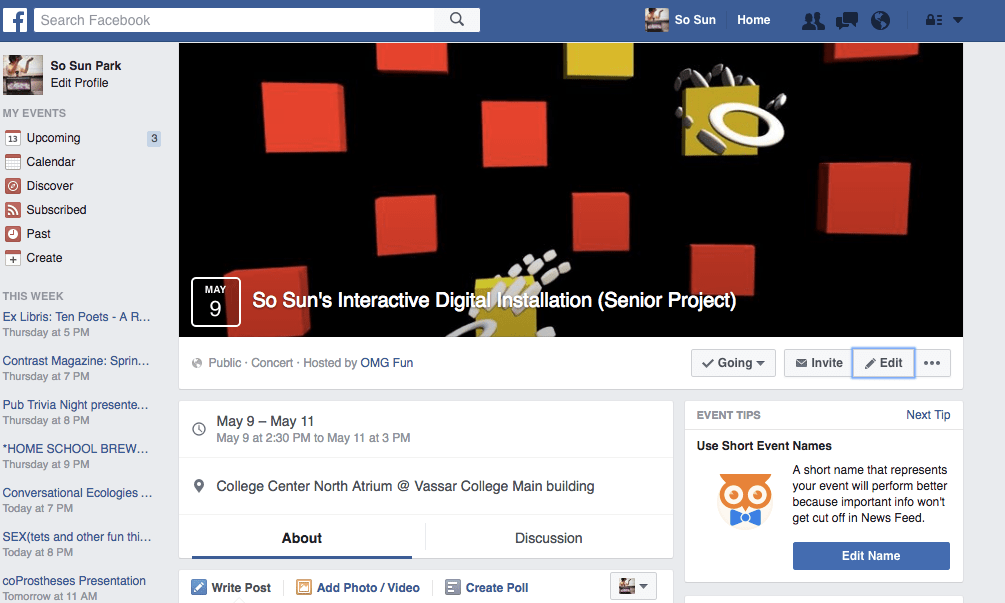 f
Search Facebook
So Sun
Home
So Sun Park
Edit Profile
MY EVENTS
13 Upcoming 3
Calendar
Discover
Subscribed
Past
Create
THIS WEEK
Ex Libris: Ten Poets - A R...
Thursday at 5 PM
Contrast Magazine: Sprin...
Thursday at 7 PM
Pub Trivia Night presente...
Thursday at 8 PM
*HOME SCHOOL BREW...
Thursday at 9 PM
Conversational Ecologies ...
Today at 7 PM
SEX(tets and other fun thi...
Today at 8 PM
coProstheses Presentation
Tomorrow at 11 AM
MAY
9
So Sun's Interactive Digital Installation (Senior Project)
Public · Concert · Hosted by OMG Fun
Going
Invite
Edit
May 9 – May 11
May 9 at 2:30 PM to May 11 at 3 PM
College Center North Atrium @ Vassar College Main building
About
Discussion
Write Post
Add Photo / Video
Create Poll
EVENT TIPS
Next Tip
Use Short Event Names
A short name that represents
your event will perform better
because important info won't
get cut off in News Feed.
Edit Name